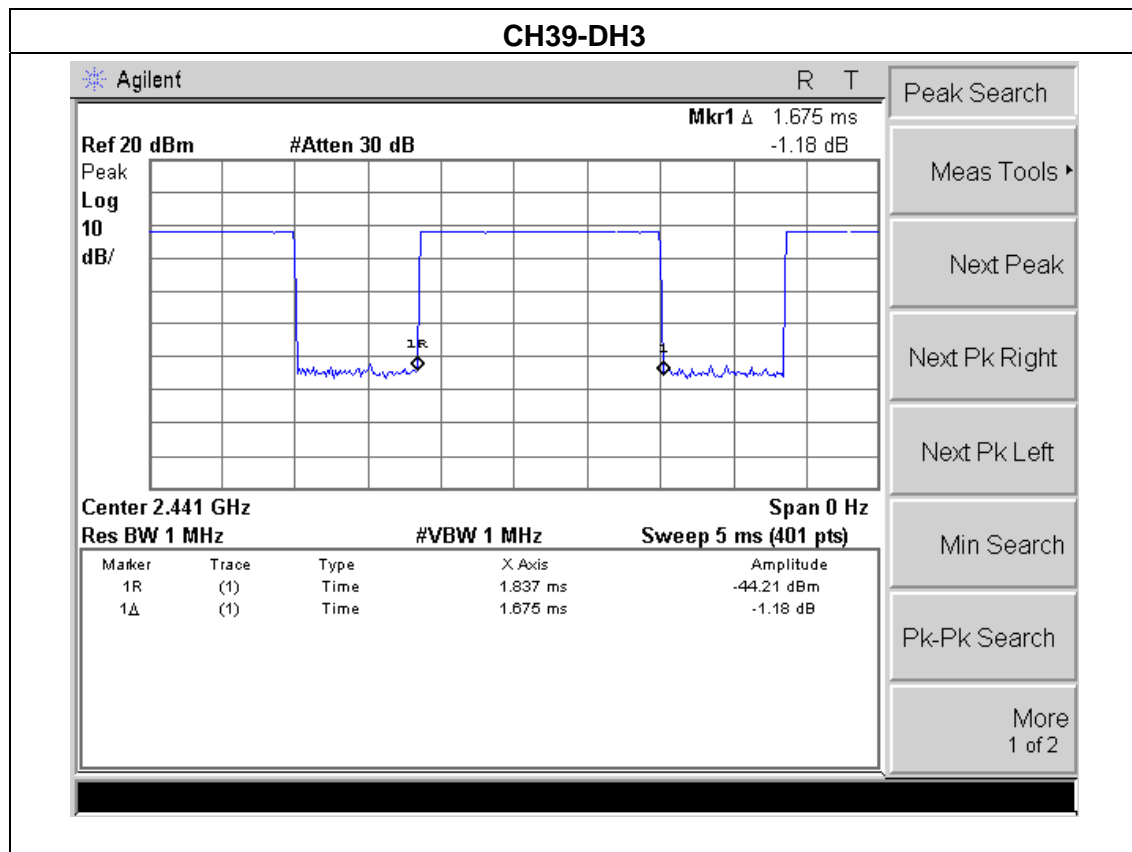 CH39-DH3
Agilent R T
Mkr1 Δ 1.675 ms
Ref 20 dBm #Atten 30 dB -1.18 dB
Peak
Log
10
dB/
1R
1
Center 2.441 GHz Span 0 Hz
Res BW 1 MHz #VBW 1 MHz Sweep 5 ms (401 pts)
Marker Trace Type X Axis Amplitude
1R (1) Time 1.837 ms -44.21 dBm
1Δ (1) Time 1.675 ms -1.18 dB
Peak Search
Meas Tools
Next Peak
Next Pk Right
Next Pk Left
Min Search
Pk-Pk Search
More
1 of 2